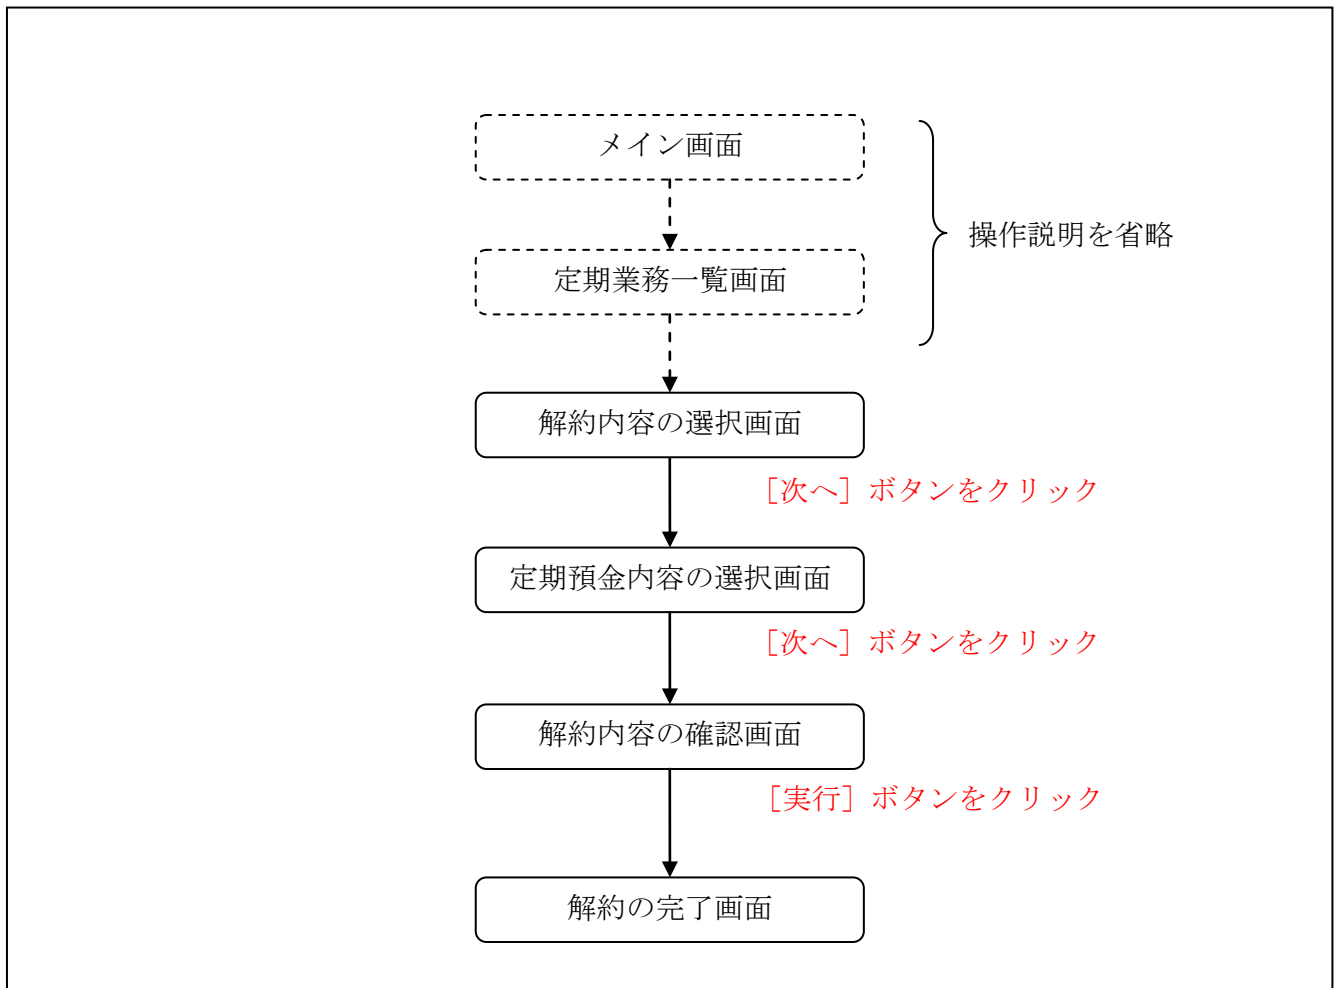 メイン画面
操作説明を省略
定期業務一覧画面
解約内容の選択画面
［次へ］ボタンをクリック
定期預金内容の選択画面
［次へ］ボタンをクリック
解約内容の確認画面
［実行］ボタンをクリック
解約の完了画面